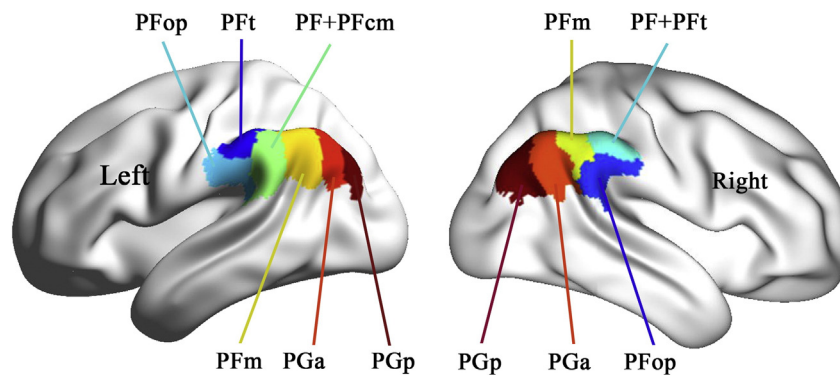 PFop PFt PF+PFcm PFm PF+PFt
Left Right
PFm PGa PGp PGp PGa PFop